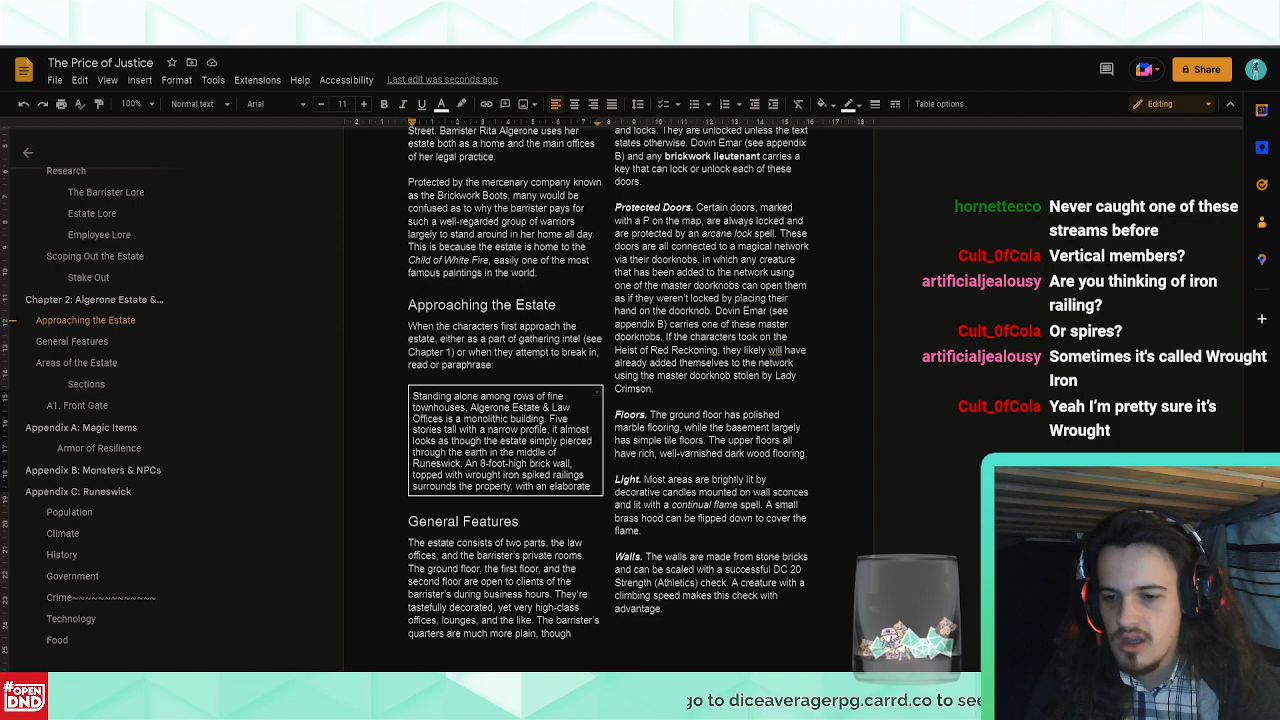 The Price of Justice
File Edit View Insert Format Tools Extensions Help Accessibility
Last edit was seconds ago
Share
100%
Normal text
Arial
11
Table options
Editing
Research
The Barrister Lore
Estate Lore
Employee Lore
Scoping Out the Estate
Stake Out
Chapter 2: Algerone Estate &...
Approaching the Estate
General Features
Areas of the Estate
Sections
A1. Front Gate
Appendix A: Magic Items
Armor of Resilience
Appendix B: Monsters & NPCs
Appendix C: Runeswick
Population
Climate
History
Government
Crime~~~~~~~~~~~~~
Technology
Food
Street. Barrister Rita Algerone uses her
estate both as a home and the main offices
of her legal practice.
Protected by the mercenary company known
as the Brickwork Boots, many would be
confused as to why the barrister pays for
such a well-regarded group of warriors
largely to stand around in her home all day.
This is because the estate is home to the
Child of White Fire, easily one of the most
famous paintings in the world.
Approaching the Estate
When the characters first approach the
estate, either as a part of gathering intel (see
Chapter 1) or when they attempt to break in,
read or paraphrase:
Standing alone among rows of fine
townhouses, Algerone Estate & Law
Offices is a monolithic building. Five
stories tall with a narrow profile, it almost
looks as though the estate simply pierced
through the earth in the middle of
Runeswick. An 8-foot-high brick wall,
topped with wrought iron spiked railings
surrounds the property, with an elaborate
General Features
The estate consists of two parts, the law
offices, and the barrister's private rooms.
The ground floor, the first floor, and the
second floor are open to clients of the
barrister's during business hours. They're
tastefully decorated, yet very high-class
offices, lounges, and the like. The barrister's
quarters are much more plain, though
and locks. They are unlocked unless the text
states otherwise. Dovin Emar (see appendix
B) and any brickwork lieutenant carries a
key that can lock or unlock each of these
doors.
Protected Doors. Certain doors, marked
with a P on the map, are always locked and
are protected by an arcane lock spell. These
doors are all connected to a magical network
via their doorknobs, in which any creature
that has been added to the network using
one of the master doorknobs can open them
as if they weren't locked by placing their
hand on the doorknob. Dovin Emar (see
appendix B) carries one of these master
doorknobs. If the characters took on the
Heist of Red Reckoning, they likely will have
already added themselves to the network
using the master doorknob stolen by Lady
Crimson.
Floors. The ground floor has polished
marble flooring, while the basement largely
has simple tile floors. The upper floors all
have rich, well-varnished dark wood flooring.
Light. Most areas are brightly lit by
decorative candles mounted on wall sconces
and lit with a continual flame spell. A small
brass hood can be flipped down to cover the
flame.
Walls. The walls are made from stone bricks
and can be scaled with a successful DC 20
Strength (Athletics) check. A creature with a
climbing speed makes this check with
advantage.
hornettecco Never caught one of these
streams before
Cult_0fCola Vertical members?
artificialjealousy Are you thinking of iron
railing?
Cult_0fCola Or spires?
artificialjealousy Sometimes it's called Wrought
Iron
Cult_0fCola Yeah I'm pretty sure it's
Wrought
#OPEN
DND
go to diceaveragerpg.carrd.co to see